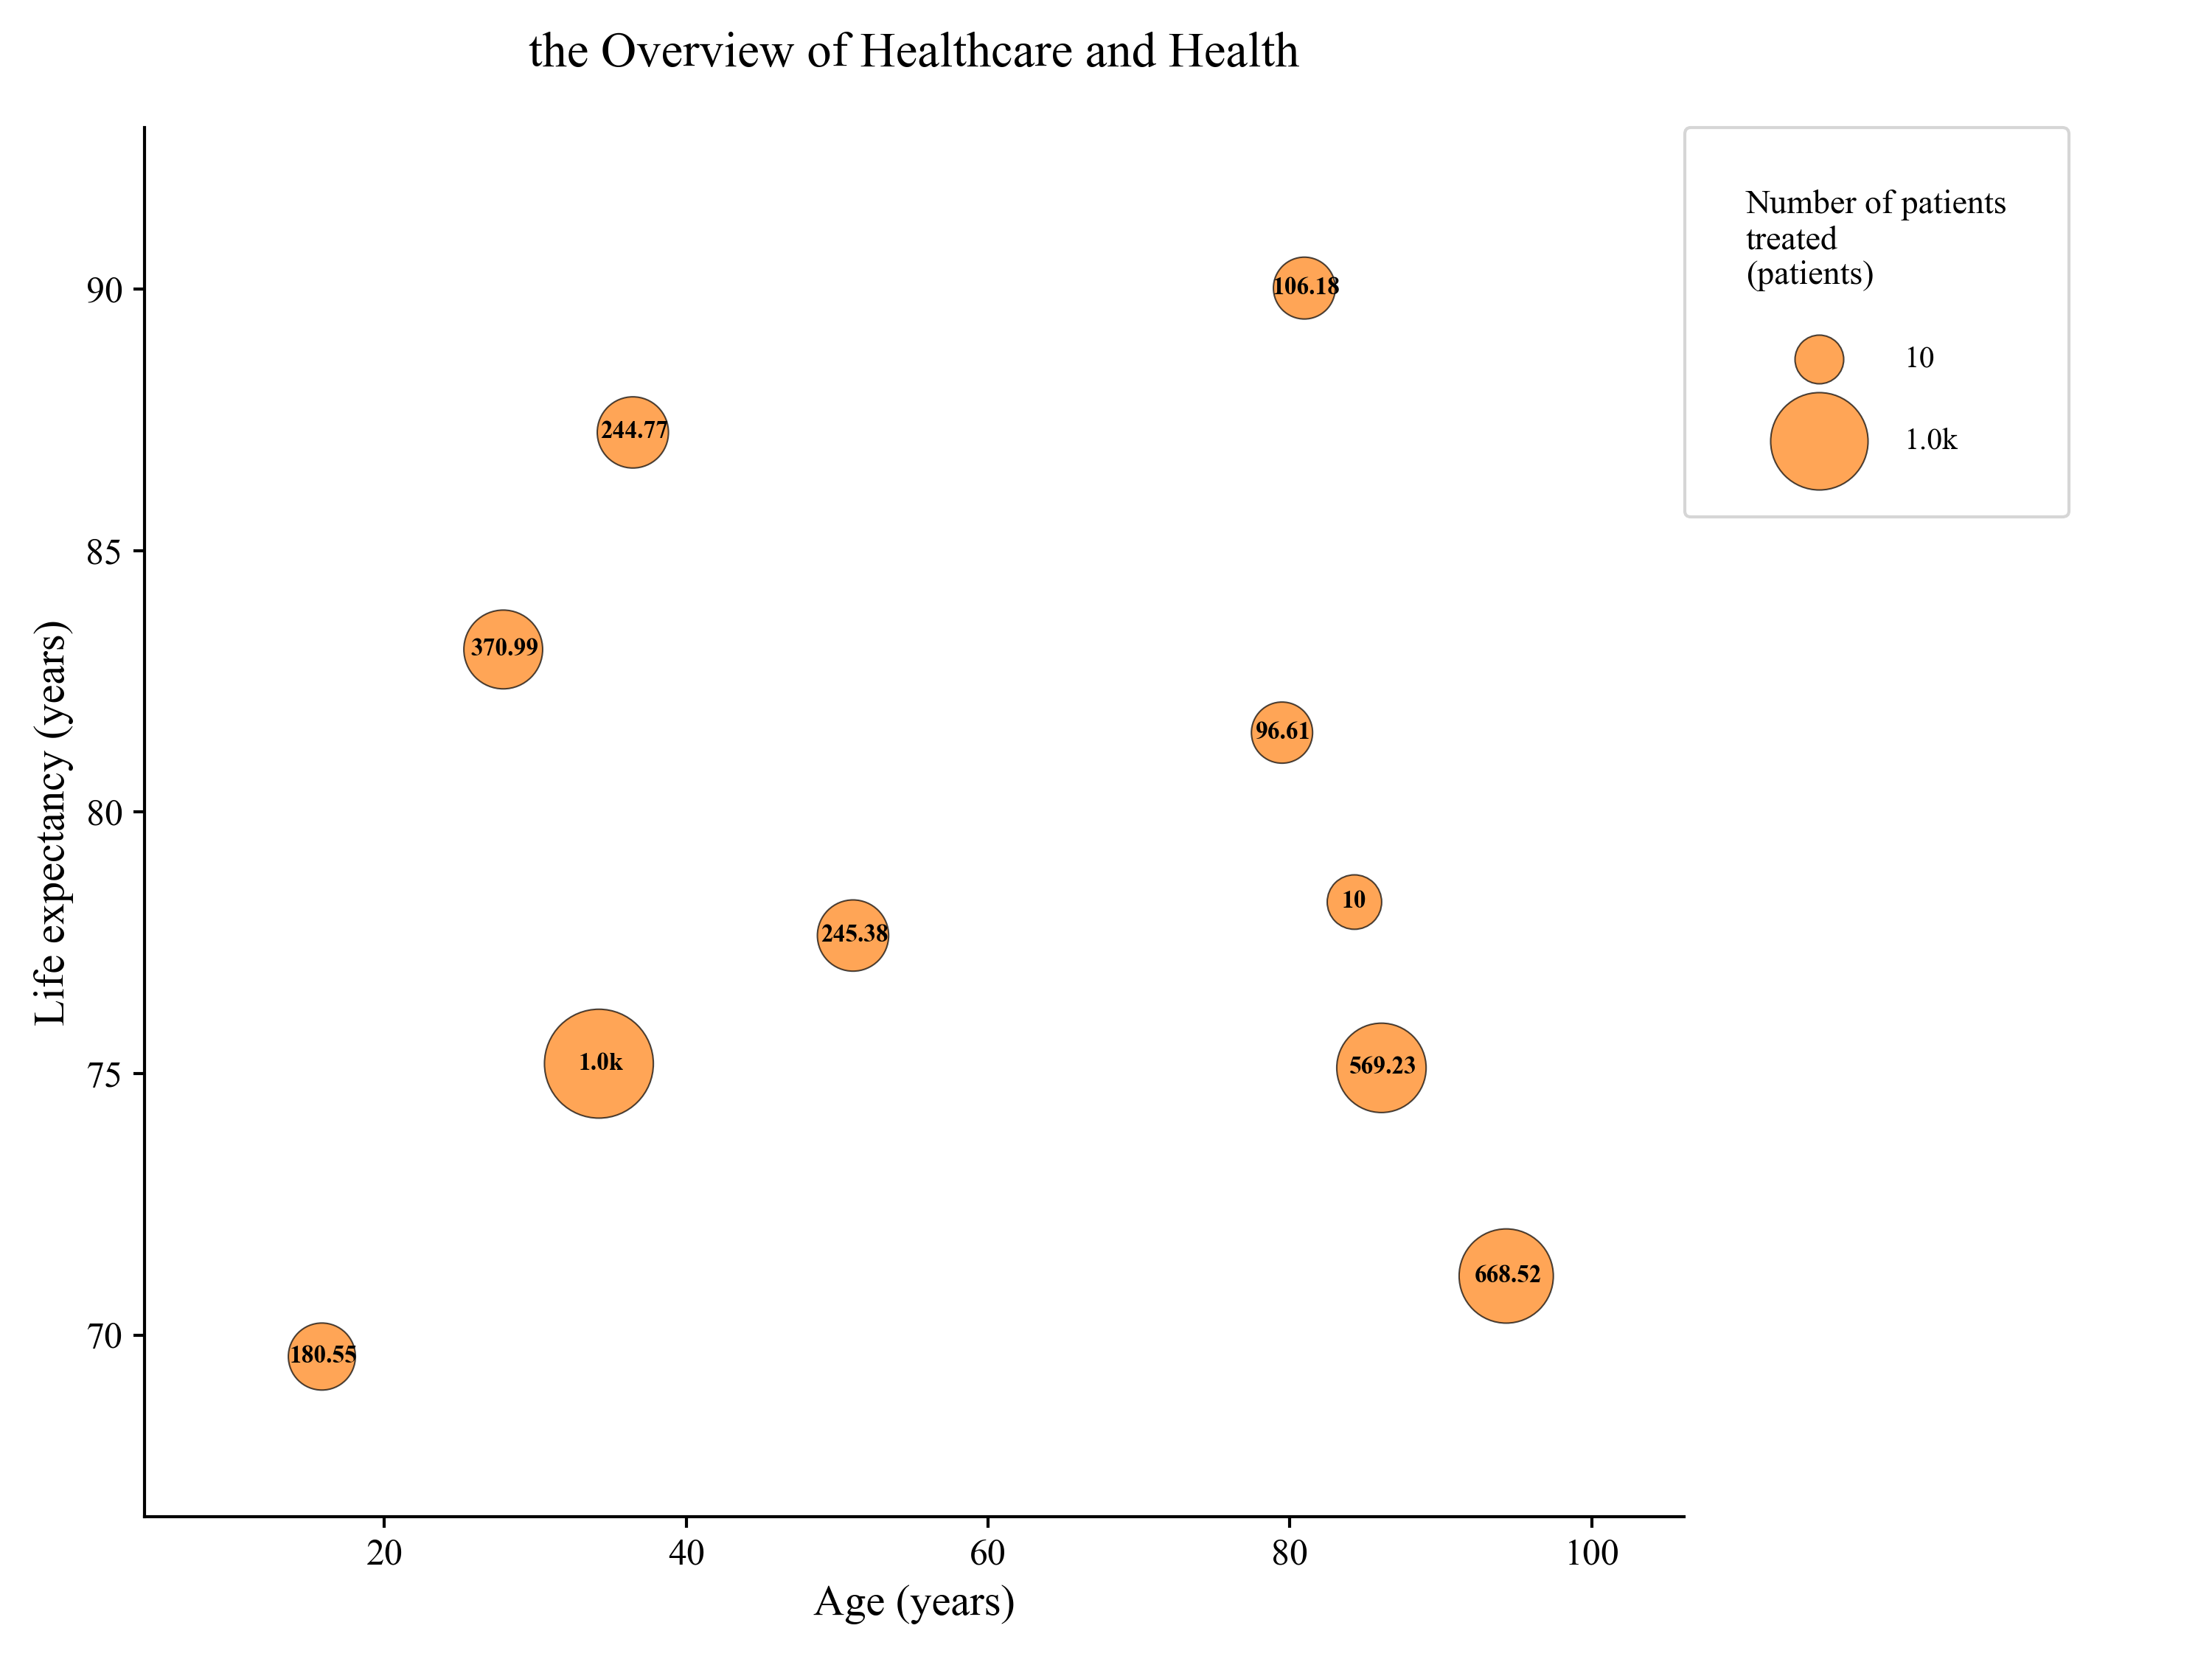 the Overview of Healthcare and Health
Number of patients
treated
(patients)
10
1.0k
Life expectancy (years)
90
85
80
75
70
106.18
244.77
370.99
96.61
10
245.38
1.0k
569.23
668.52
180.55
20
40
60
80
100
Age (years)